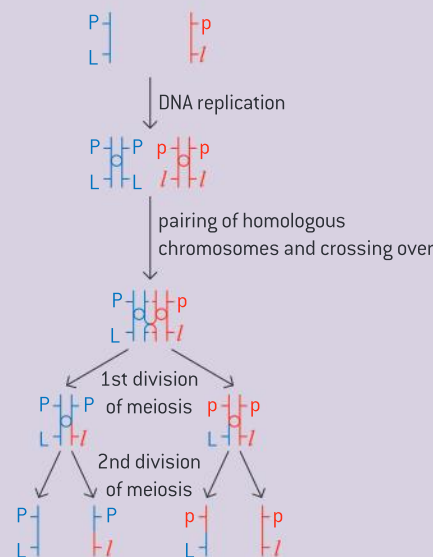 P p
L l
DNA replication
P P p p
L L l l
pairing of homologous
chromosomes and crossing over
P p
L l
1st division
of meiosis
P P p p
L l L l
2nd division
of meiosis
P P p p
L l L l